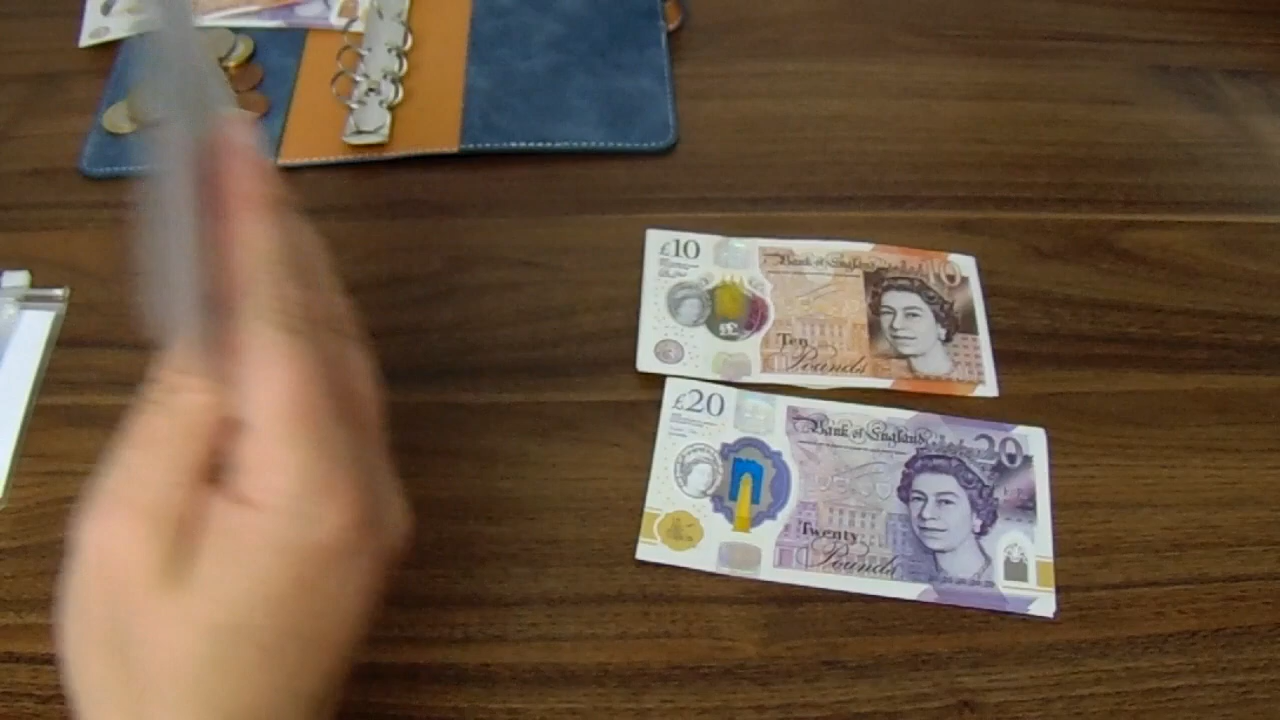 £10
Bank of England
10
Ten
Pounds
£20
Bank of England
20
Twenty
Pounds